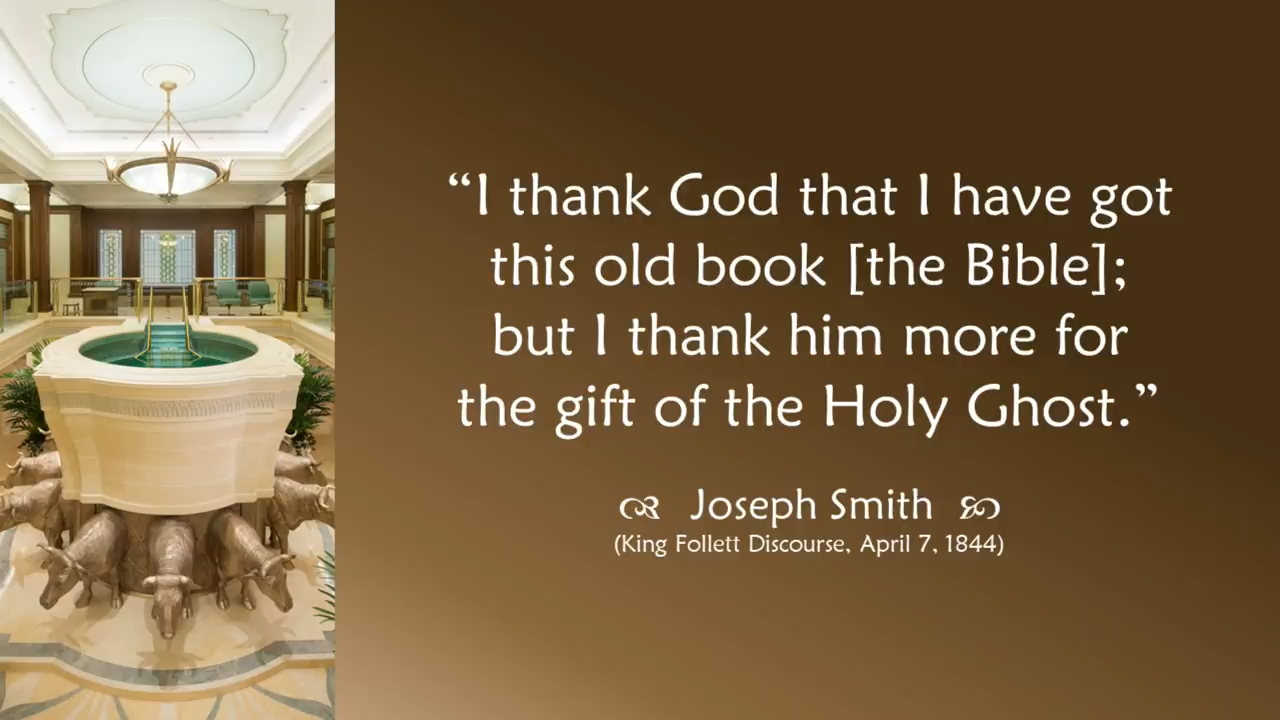 “I thank God that I have got
this old book [the Bible];
but I thank him more for
the gift of the Holy Ghost.”
Joseph Smith
(King Follett Discourse, April 7, 1844)